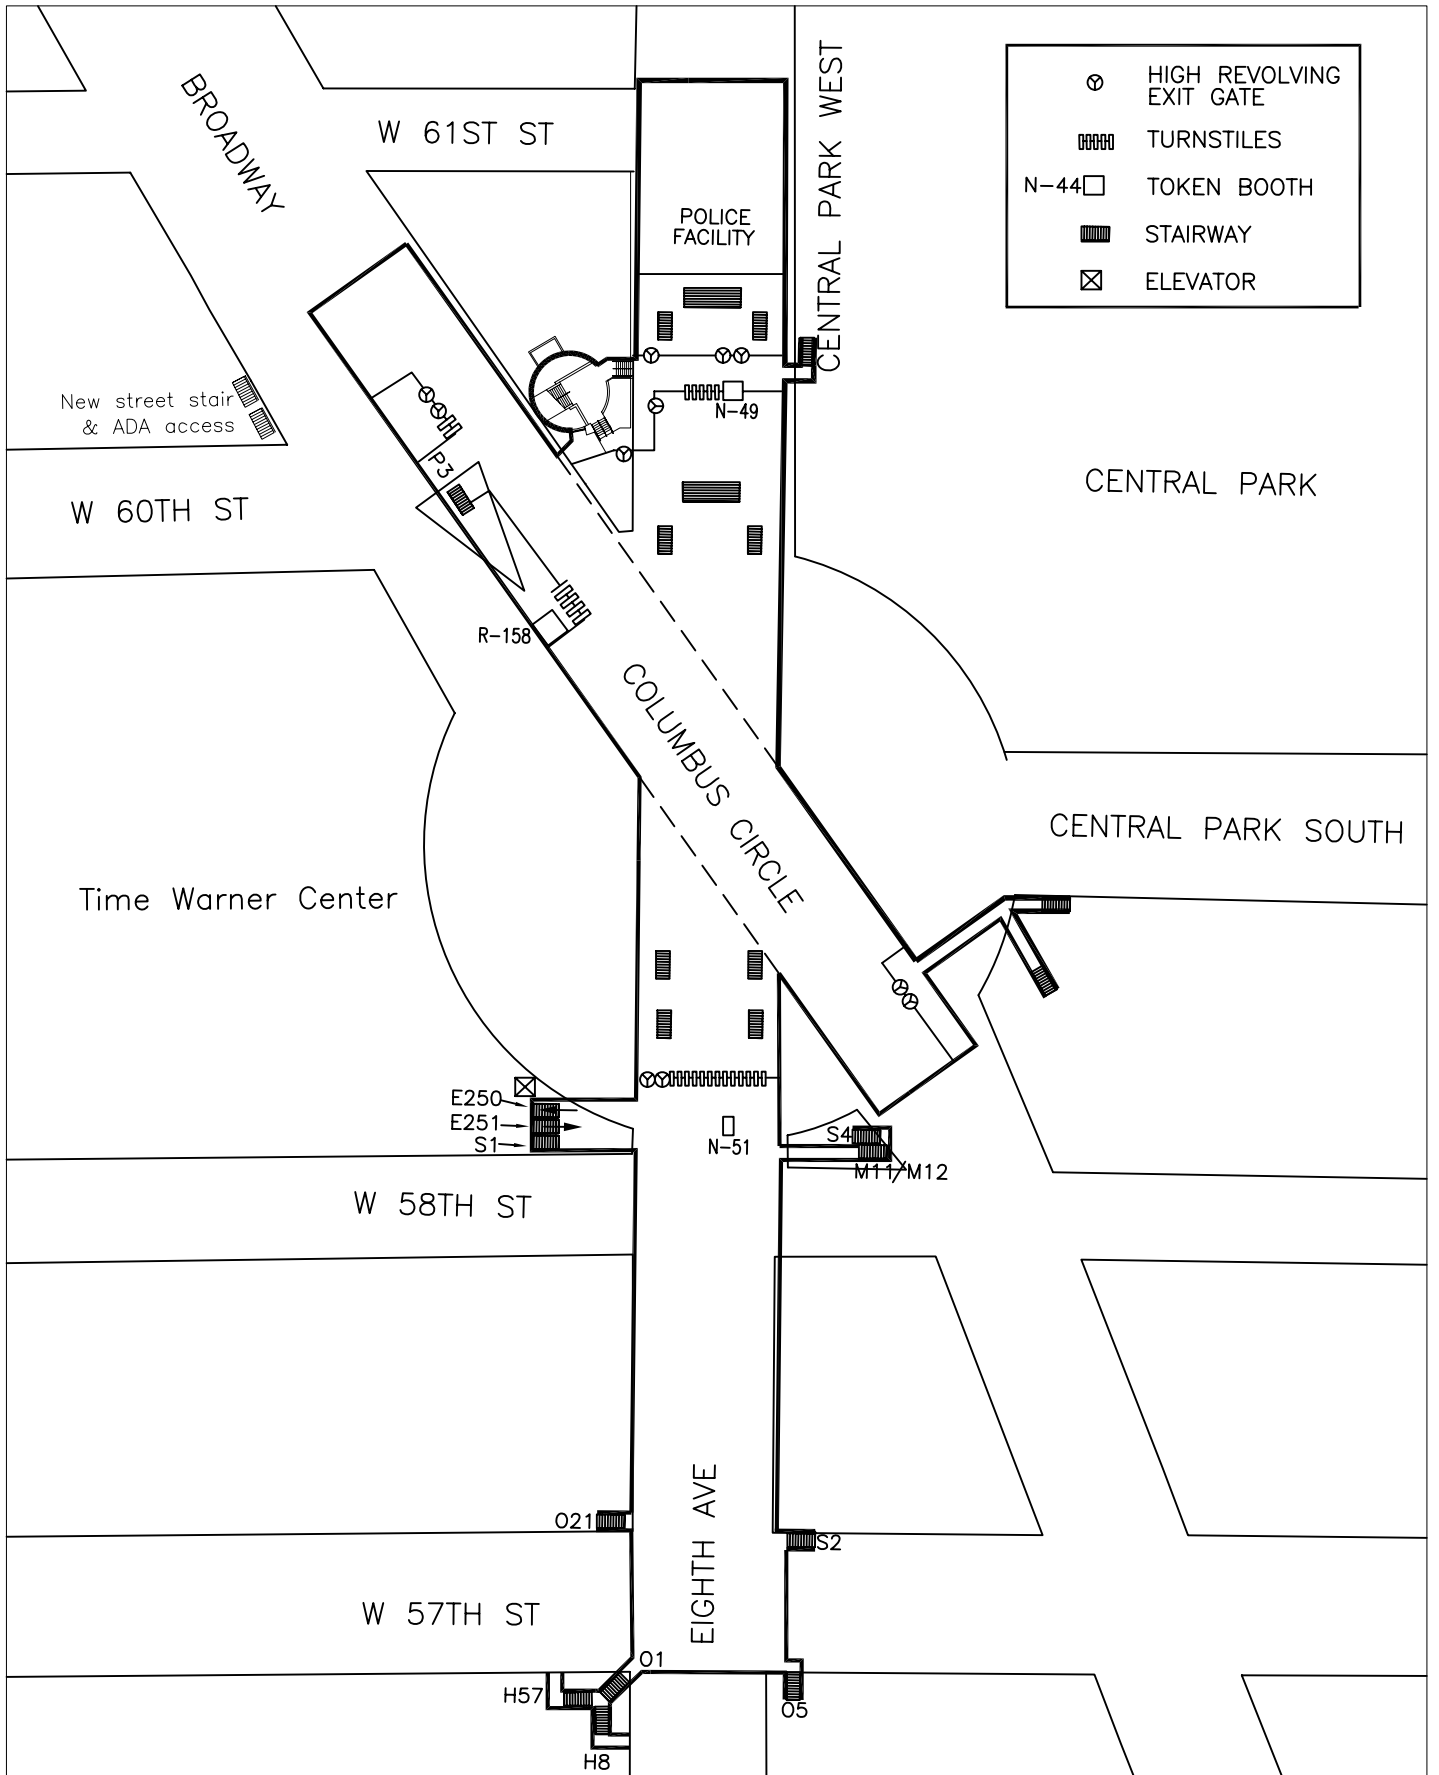 BROADWAY
W 61ST ST
CENTRAL PARK WEST
HIGH REVOLVING
EXIT GATE
TURNSTILES
N-44 TOKEN BOOTH
STAIRWAY
ELEVATOR
POLICE
FACILITY
New street stair
& ADA access
N-49
P3
W 60TH ST
CENTRAL PARK
R-158
COLUMBUS CIRCLE
CENTRAL PARK SOUTH
Time Warner Center
E250
E251
S1
N-51
S4
M11/M12
W 58TH ST
EIGHTH AVE
O21
S2
W 57TH ST
O1
H57
O5
H8